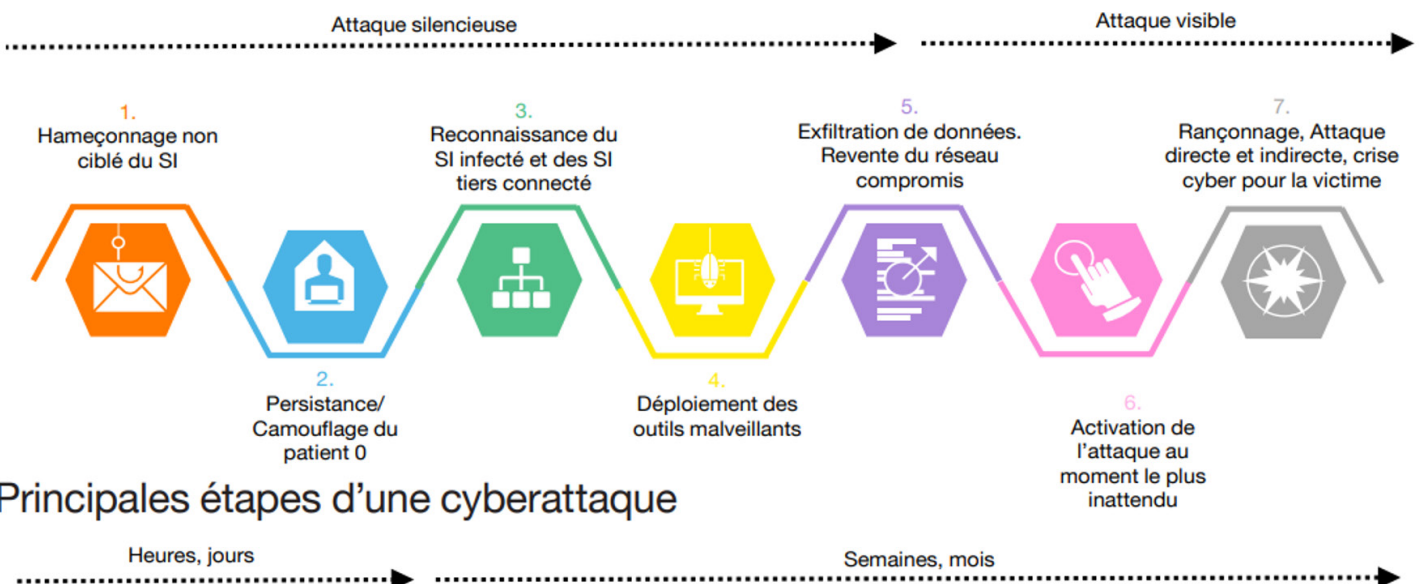 Attaque silencieuse
Attaque visible
1.
Hameçonnage non
ciblé du SI
3.
Reconnaissance du
SI infecté et des SI
tiers connecté
5.
Exfiltration de données.
Revente du réseau
compromis
7.
Rançonnage, Attaque
directe et indirecte, crise
cyber pour la victime
2.
Persistance/
Camouflage du
patient 0
4.
Déploiement des
outils malveillants
6.
Activation de
l'attaque au
moment le plus
inattendu
Principales étapes d'une cyberattaque
Heures, jours
Semaines, mois